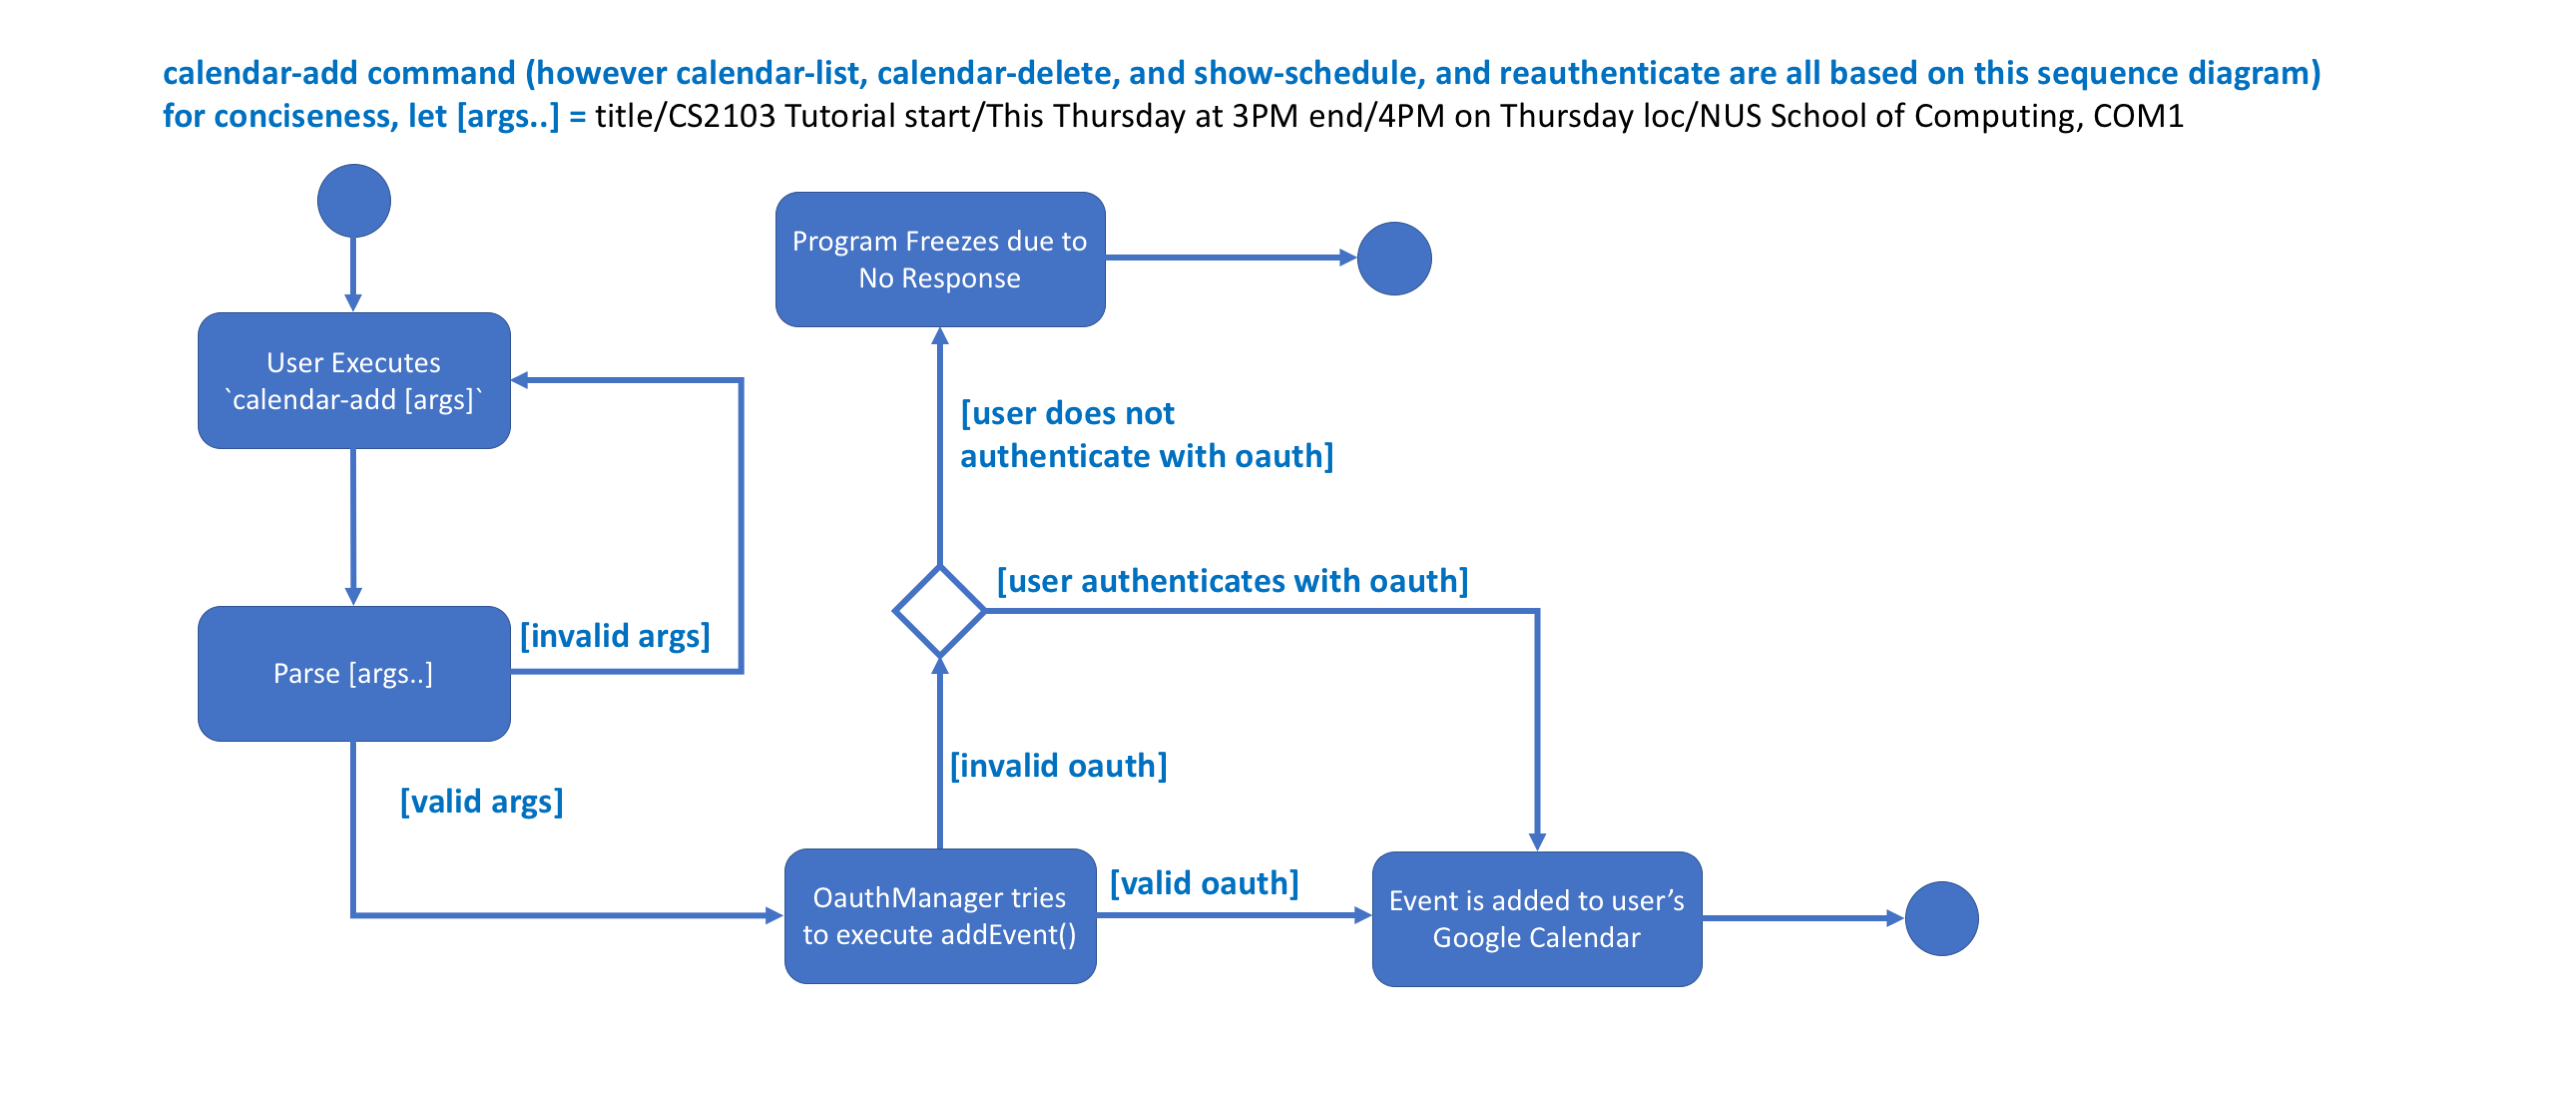 calendar-add command (however calendar-list, calendar-delete, and show-schedule, and reauthenticate are all based on this sequence diagram)
for conciseness, let [args..] = title/CS2103 Tutorial start/This Thursday at 3PM end/4PM on Thursday loc/NUS School of Computing, COM1
Program Freezes due to
No Response
User Executes
`calendar-add [args]`
[user does not
authenticate with oauth]
[user authenticates with oauth]
[invalid args]
Parse [args..]
[invalid oauth]
[valid args]
OauthManager tries
to execute addEvent()
[valid oauth]
Event is added to user’s
Google Calendar